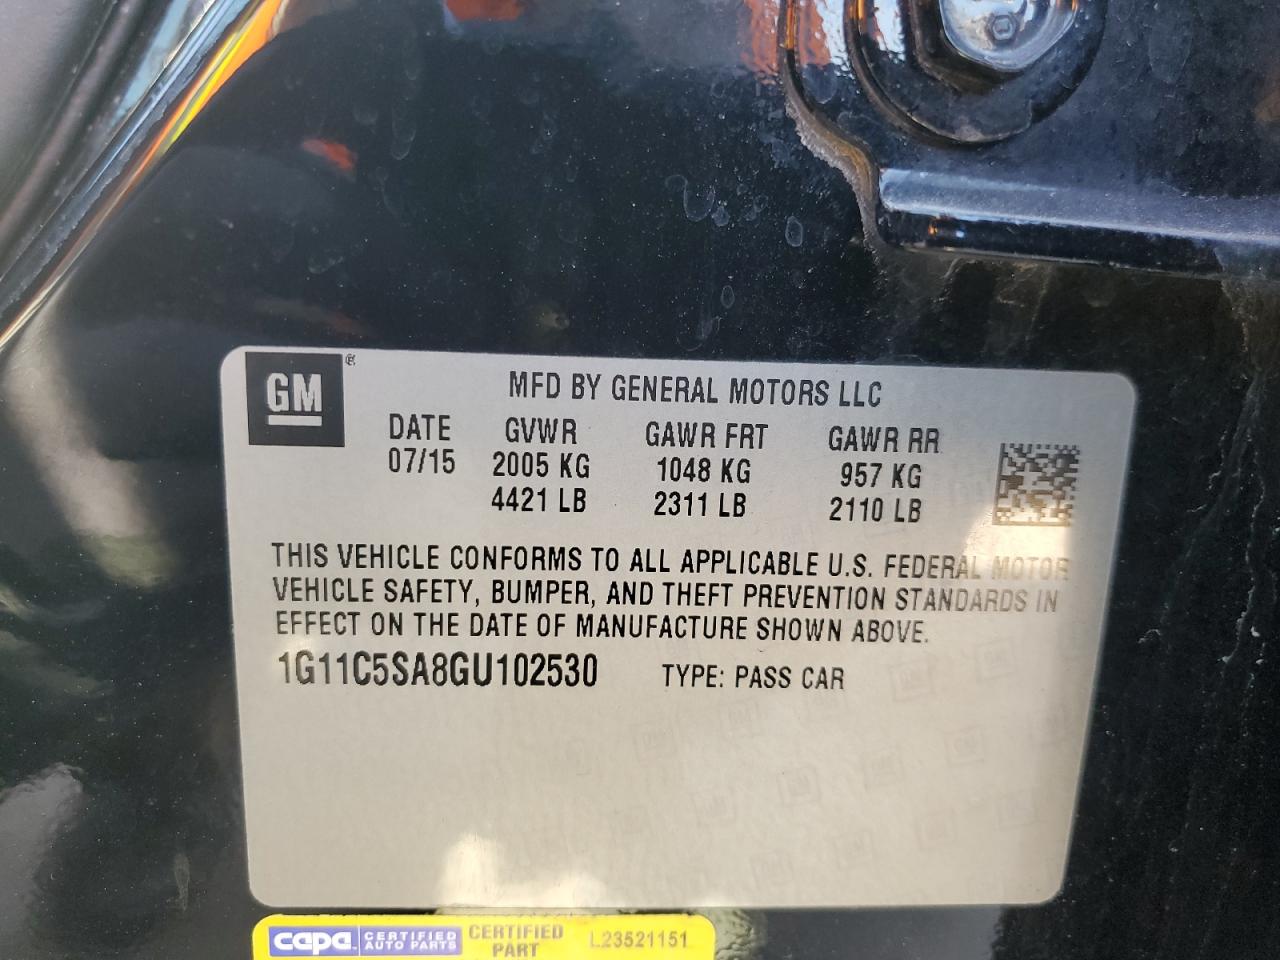 GM®
MFD BY GENERAL MOTORS LLC
DATE GVWR GAWR FRT GAWR RR
07/15 2005 KG 1048 KG 957 KG
4421 LB 2311 LB 2110 LB
THIS VEHICLE CONFORMS TO ALL APPLICABLE U.S. FEDERAL MOTOR
VEHICLE SAFETY, BUMPER, AND THEFT PREVENTION STANDARDS IN
EFFECT ON THE DATE OF MANUFACTURE SHOWN ABOVE.
1G11C5SA8GU102530 TYPE: PASS CAR
capa CERTIFIED AUTO PARTS CERTIFIED PART L23521151